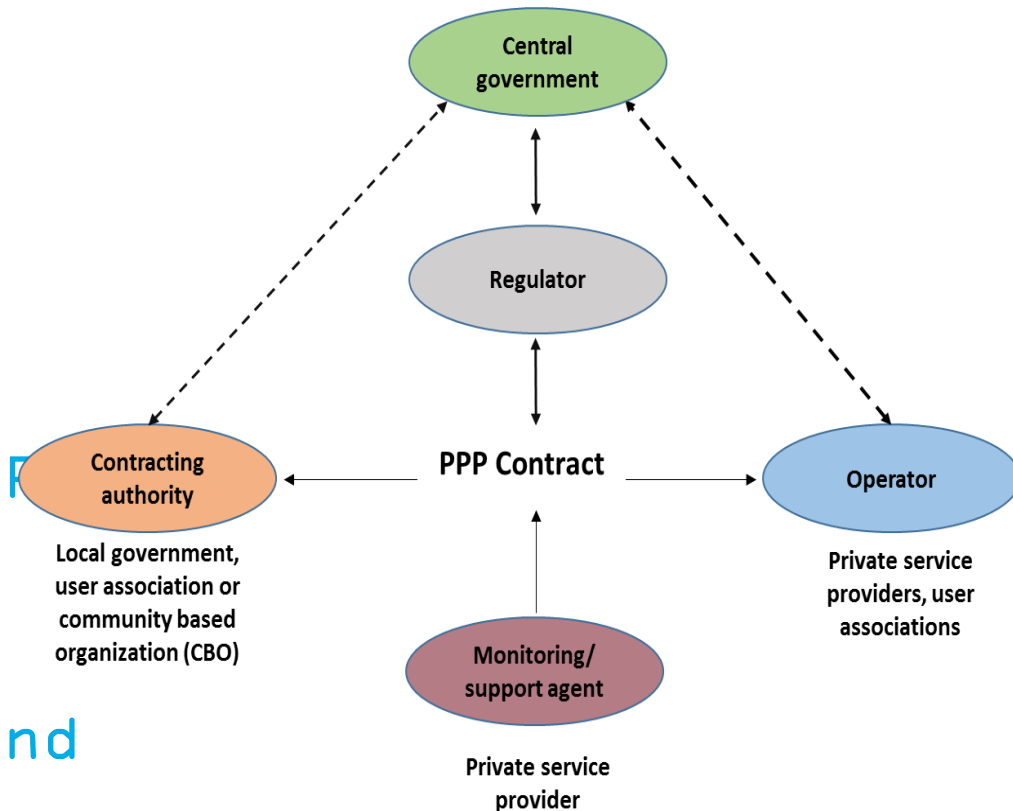 Central
government
Regulator
Contracting
authority
PPP Contract
Operator
Local government,
user association or
community based
organization (CBO)
Private service
providers, user
associations
Monitoring/
support agent
nd
Private service
provider